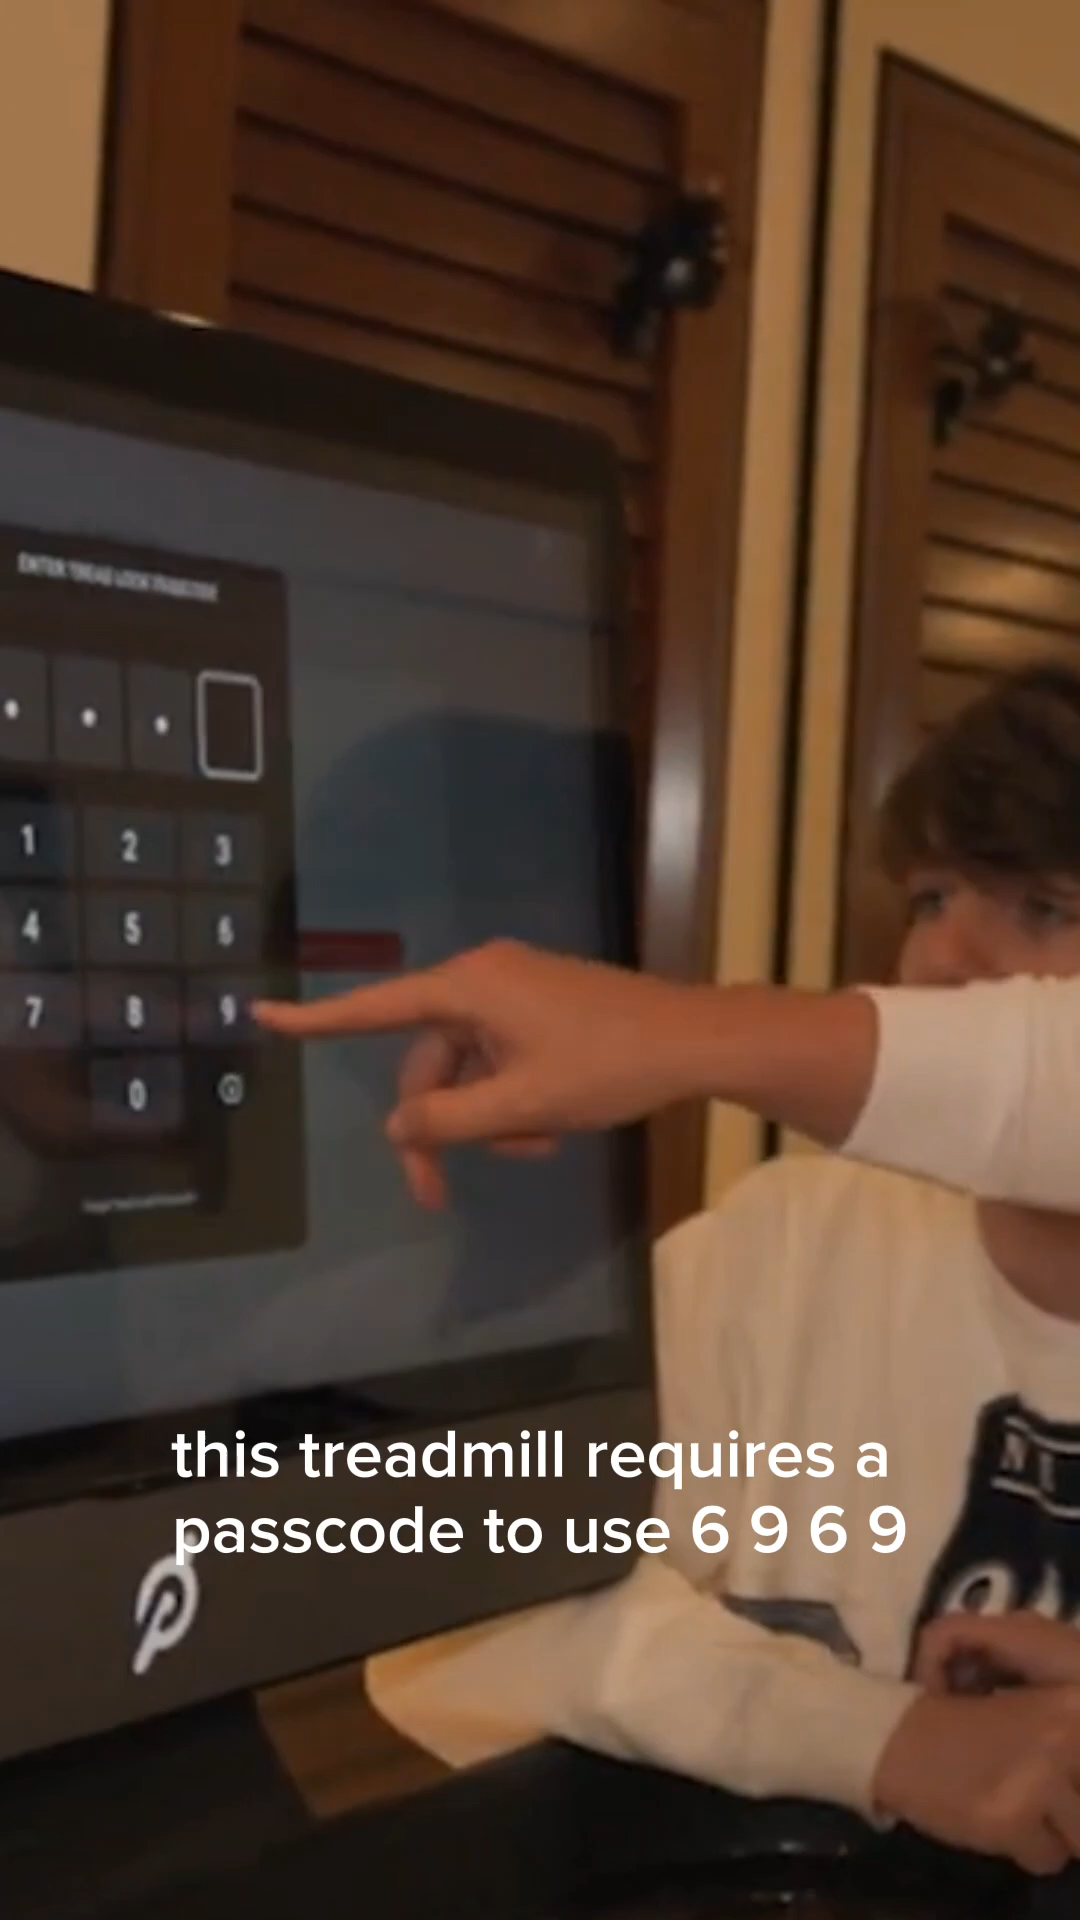 ENTER TREAD LOCK PASSCODE
1 2 3
4 5 6
7 8 9
0
this treadmill requires a
passcode to use 6 9 6 9